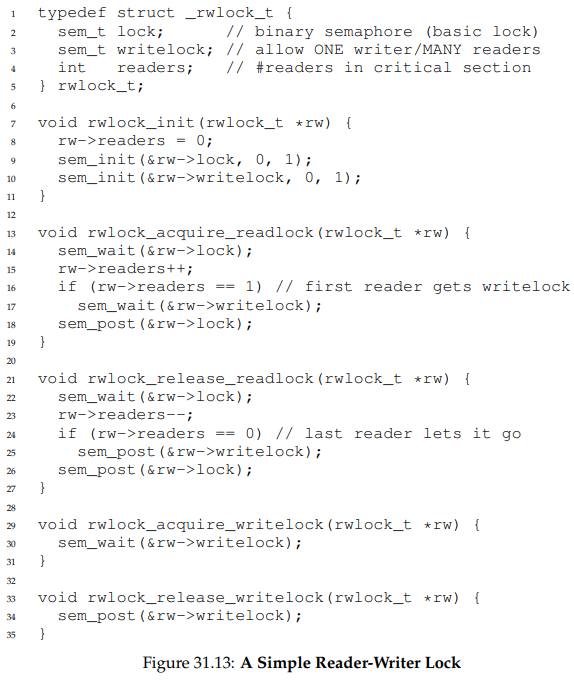 1 typedef struct _rwlock_t {
2 sem_t lock; // binary semaphore (basic lock)
3 sem_t writelock; // allow ONE writer/MANY readers
4 int readers; // #readers in critical section
5 } rwlock_t;
6
7 void rwlock_init(rwlock_t *rw) {
8 rw->readers = 0;
9 sem_init(&rw->lock, 0, 1);
10 sem_init(&rw->writelock, 0, 1);
11 }
12
13 void rwlock_acquire_readlock(rwlock_t *rw) {
14 sem_wait(&rw->lock);
15 rw->readers++;
16 if (rw->readers == 1) // first reader gets writelock
17 sem_wait(&rw->writelock);
18 sem_post(&rw->lock);
19 }
20
21 void rwlock_release_readlock(rwlock_t *rw) {
22 sem_wait(&rw->lock);
23 rw->readers--;
24 if (rw->readers == 0) // last reader lets it go
25 sem_post(&rw->writelock);
26 sem_post(&rw->lock);
27 }
28
29 void rwlock_acquire_writelock(rwlock_t *rw) {
30 sem_wait(&rw->writelock);
31 }
32
33 void rwlock_release_writelock(rwlock_t *rw) {
34 sem_post(&rw->writelock);
35 }
Figure 31.13: A Simple Reader-Writer Lock